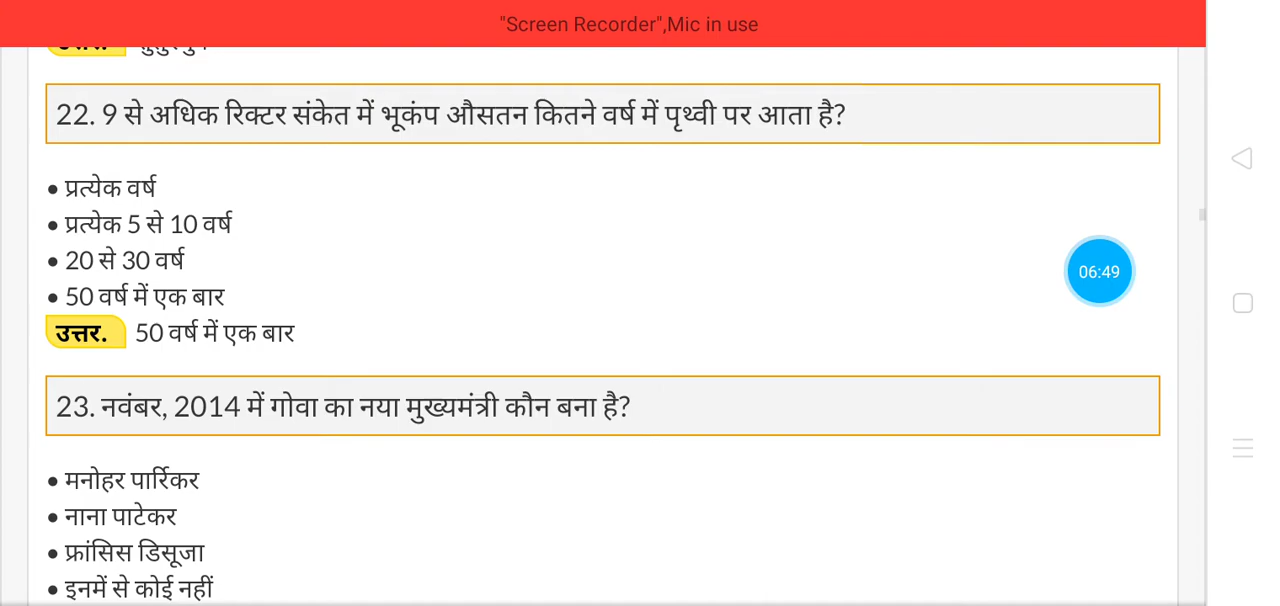 "Screen Recorder",Mic in use
22. 9 से अधिक रिक्टर संकेत में भूकंप औसतन कितने वर्ष में पृथ्वी पर आता है?
• प्रत्येक वर्ष
• प्रत्येक 5 से 10 वर्ष
• 20 से 30 वर्ष
06:49
• 50 वर्ष में एक बार
उत्तर. 50 वर्ष में एक बार
23. नवंबर, 2014 में गोवा का नया मुख्यमंत्री कौन बना है?
• मनोहर पार्रिकर
• नाना पाटेकर
• फ्रांसिस डिसूजा
• इनमें से कोई नहीं